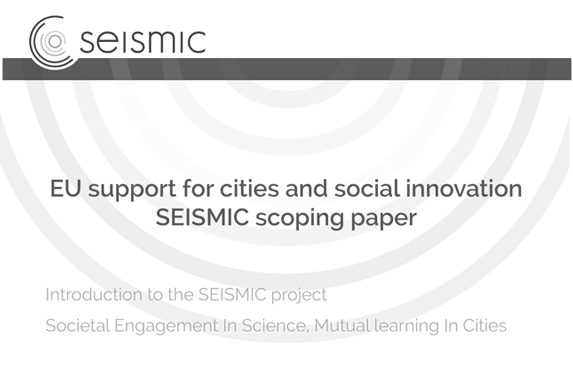 seismic
EU support for cities and social innovation
SEISMIC scoping paper
Introduction to the SEISMIC project
Societal Engagement In Science, Mutual learning In Cities